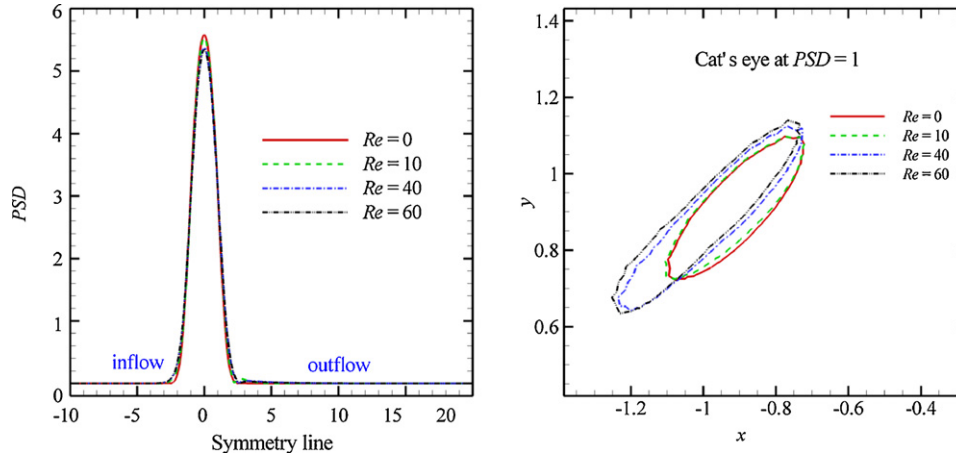 6
5
4
3
2
1
0
PSD
Re = 0
Re = 10
Re = 40
Re = 60
inflow
outflow
-10
-5
0
5
10
15
20
Symmetry line
1.4
1.2
1
0.8
0.6
y
Cat's eye at PSD = 1
Re = 0
Re = 10
Re = 40
Re = 60
-1.2
-1
-0.8
-0.6
-0.4
x